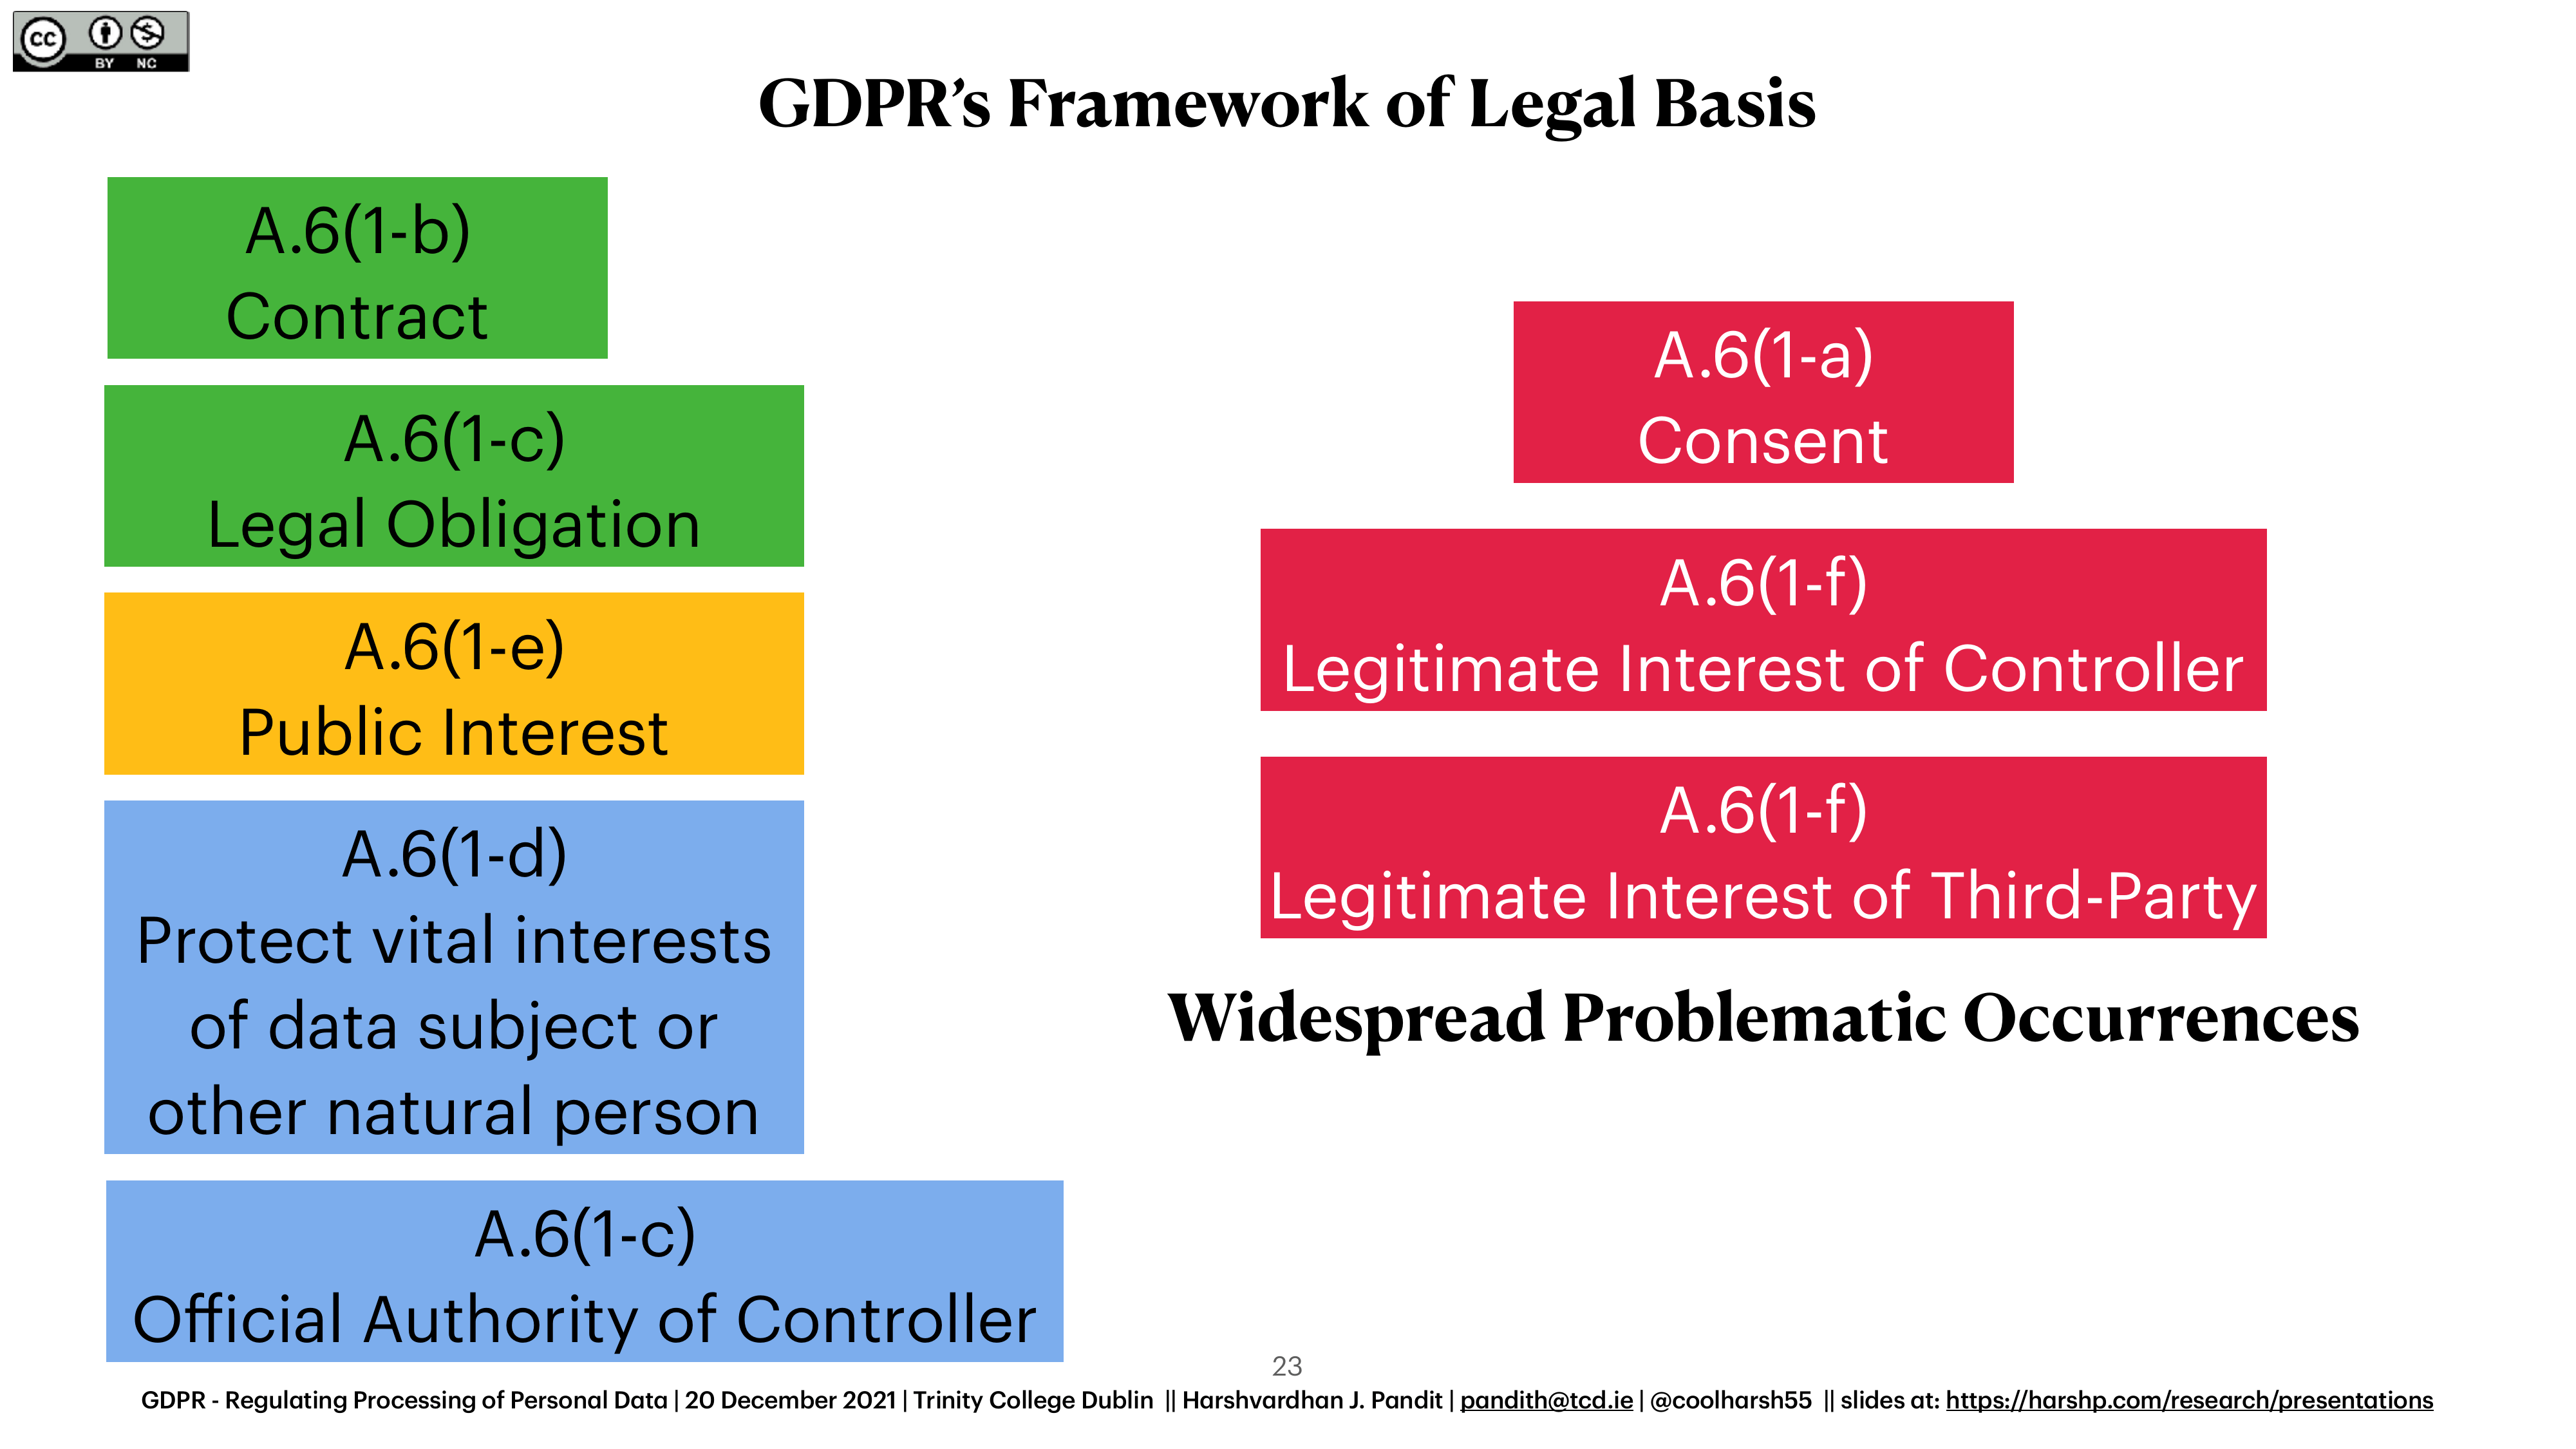 cc BY NC
GDPR’s Framework of Legal Basis
A.6(1-b)
Contract
A.6(1-c)
Legal Obligation
A.6(1-e)
Public Interest
A.6(1-d)
Protect vital interests
of data subject or
other natural person
A.6(1-c)
Official Authority of Controller
A.6(1-a)
Consent
A.6(1-f)
Legitimate Interest of Controller
A.6(1-f)
Legitimate Interest of Third-Party
Widespread Problematic Occurrences
23
GDPR - Regulating Processing of Personal Data | 20 December 2021 | Trinity College Dublin || Harshvardhan J. Pandit | pandith@tcd.ie | @coolharsh55 || slides at: https://harshp.com/research/presentations